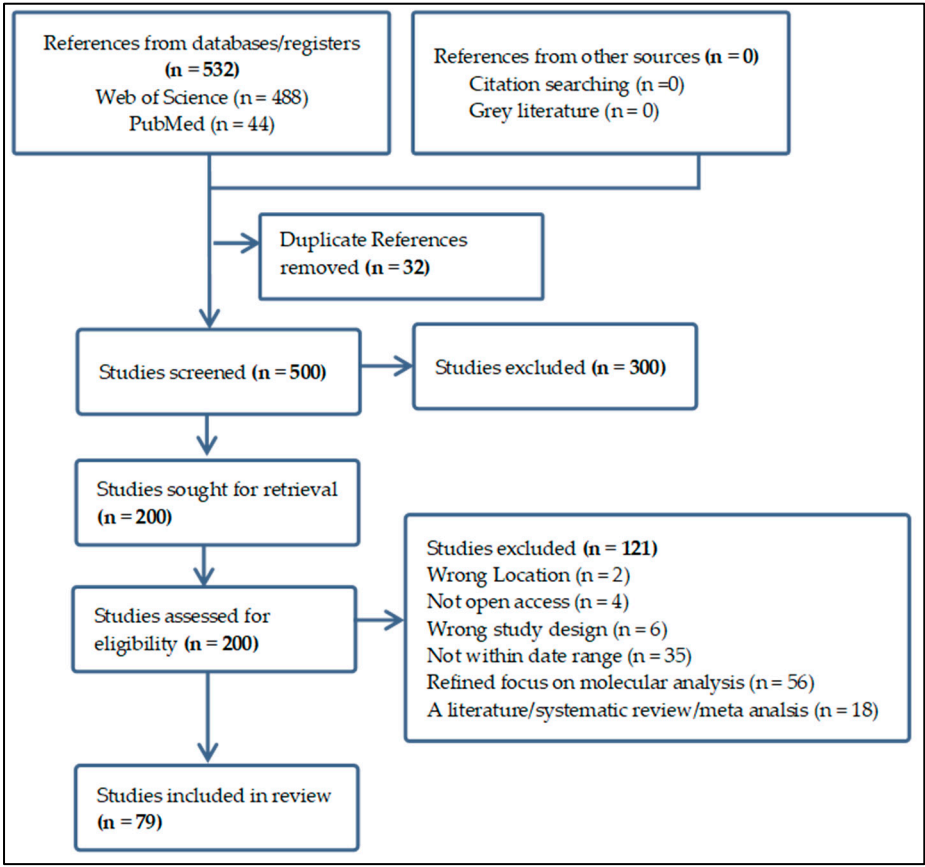 References from databases/registers
(n = 532)
Web of Science (n = 488)
PubMed (n = 44)
References from other sources (n = 0)
Citation searching (n =0)
Grey literature (n = 0)
Duplicate References
removed (n = 32)
Studies screened (n = 500)
Studies excluded (n = 300)
Studies sought for retrieval
(n = 200)
Studies assessed for
eligibility (n = 200)
Studies excluded (n = 121)
Wrong Location (n = 2)
Not open access (n = 4)
Wrong study design (n = 6)
Not within date range (n = 35)
Refined focus on molecular analysis (n = 56)
A literature/systematic review/meta analsis (n = 18)
Studies included in review
(n = 79)